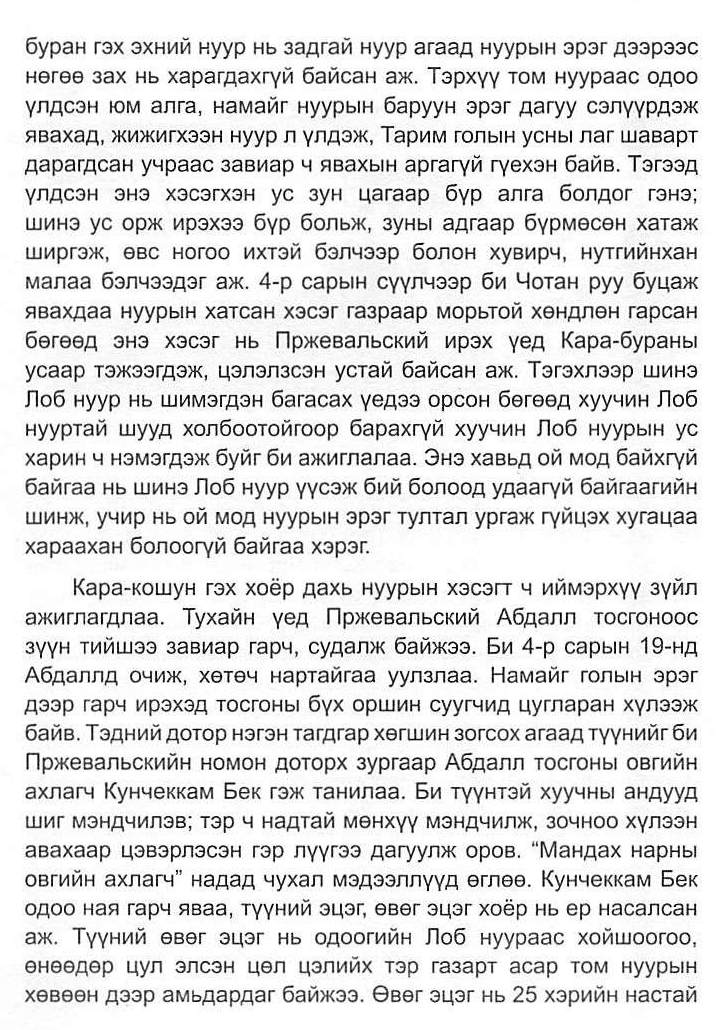 буран гэх эхний нуур нь задгай нуур агаад нуурын эрэг дээрээс
нөгөө зах нь харагдахгүй байсан аж. Тэрхүү том нуураас одоо
үлдсэн юм алга, намайг нуурын баруун эрэг дагуу сэлүүрдэж
явахад, жижигхээн нуур л үлдэж, Тарим голын усны лаг шаварт
дарагдсан учраас завиар ч явахын аргагүй гүехэн байв. Тэгээд
үлдсэн энэ хэсэгхэн ус зун цагаар бүр алга болдог гэнэ;
шинэ ус орж ирэхээ бүр больж, зуны адгаар бүрмөсөн хатаж
ширгэж, өвс ногоо ихтэй бэлчээр болон хувирч, нутгийнхан
малаа бэлчээдэг аж. 4-р сарын сүүлчээр би Чотан руу буцаж
явахдаа нуурын хатсан хэсэг газраар морьтой хөндлөн гарсан
бөгөөд энэ хэсэг нь Пржевальский ирэх үед Кара-бураны
усаар тэжээгдэж, цэлэлзсэн устай байсан аж. Тэгэхлээр шинэ
Лоб нуур нь шимэгдэн багасах үедээ орсон бөгөөд хуучин Лоб
нууртай шууд холбоотойгоор барахгүй хуучин Лоб нуурын ус
харин ч нэмэгдэж буйг би ажиглалаа. Энэ хавьд ой мод байхгүй
байгаа нь шинэ Лоб нуур үүсэж бий болоод удаагүй байгаагийн
шинж, учир нь ой мод нуурын эрэг тултал ургаж гүйцэх хугацаа
хараахан болоогүй байгаа хэрэг.
Кара-кошун гэх хоёр дахь нуурын хэсэгт ч иймэрхүү зүйл
ажиглагдлаа. Тухайн үед Пржевальский Абдалл тосгоноос
зүүн тийшээ завиар гарч, судалж байжээ. Би 4-р сарын 19-нд
Абдаллд очиж, хөтөч нартайгаа уулзлаа. Намайг голын эрэг
дээр гарч ирэхэд тосгоны бүх оршин суугчид цугларан хүлээж
байв. Тэдний дотор нэгэн тагдгар хөгшин зогсох агаад түүнийг би
Пржевальскийн номон доторх зургаар Абдалл тосгоны овгийн
ахлагч Кунчеккам Бек гэж танилаа. Би түүнтэй хуучны андууд
шиг мэндчилэв; тэр ч надтай мөнхүү мэндчилж, зочноо хүлээн
авахаар цэвэрлэсэн гэр лүүгээ дагуулж оров. “Мандах нарны
овгийн ахлагч” надад чухал мэдээллүүд өглөө. Кунчеккам Бек
одоо ная гарч яваа, түүний эцэг, өвөг эцэг хоёр нь ер насалсан
аж. Түүний өвөг эцэг нь одоогийн Лоб нуураас хойшоогоо,
өнөөдөр цул элсэн цөл цэлийх тэр газарт асар том нуурын
хөвөөн дээр амьдардаг байжээ. Өвөг эцэг нь 25 хэрийн настай